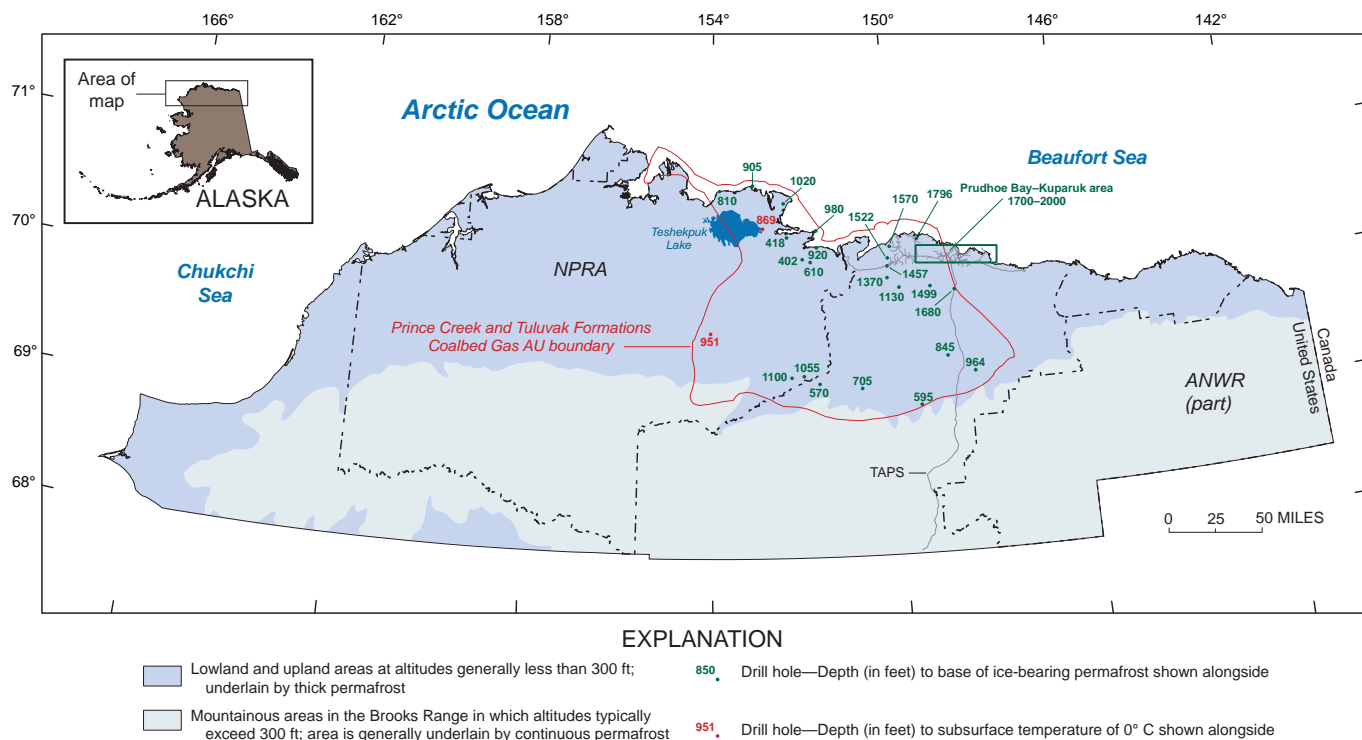 166° 162° 158° 154° 150° 146° 142°
71°
70°
69°
68°
Area of
map
ALASKA
Arctic Ocean
Beaufort Sea
Chukchi
Sea
Teshekpuk
Lake
NPRA
Prudhoe Bay–Kuparuk area
1700–2000
905
1020
810
869
980
418
402
920
610
1522
1570
1796
1457
1370
1130
1499
1680
Prince Creek and Tuluvak Formations
Coalbed Gas AU boundary
951
845
964
1100
1055
570
705
595
ANWR
(part)
Canada
United States
TAPS
0 25 50 MILES
EXPLANATION
Lowland and upland areas at altitudes generally less than 300 ft;
underlain by thick permafrost
Mountainous areas in the Brooks Range in which altitudes typically
exceed 300 ft; area is generally underlain by continuous permafrost
850 Drill hole—Depth (in feet) to base of ice-bearing permafrost shown alongside
951 Drill hole—Depth (in feet) to subsurface temperature of 0° C shown alongside